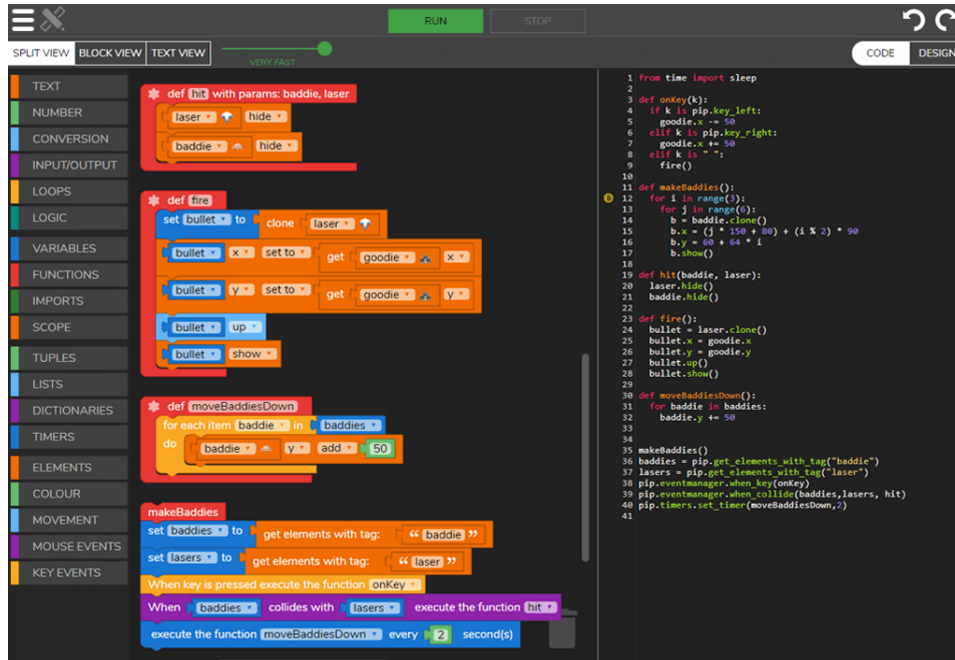 RUN
STOP
SPLIT VIEW
BLOCK VIEW
TEXT VIEW
VERY FAST
CODE
DESIGN
TEXT
NUMBER
CONVERSION
INPUT/OUTPUT
LOOPS
LOGIC
VARIABLES
FUNCTIONS
IMPORTS
SCOPE
TUPLES
LISTS
DICTIONARIES
TIMERS
ELEMENTS
COLOUR
MOVEMENT
MOUSE EVENTS
KEY EVENTS
def hit with params: baddie, laser
laser hide
baddie hide
def fire
set bullet to clone laser
bullet x set to get goodie x
bullet y set to get goodie y
bullet up
bullet show
def moveBaddiesDown
for each item baddie in baddies
do baddie y add 50
makeBaddies
set baddies to get elements with tag: “ baddie ”
set lasers to get elements with tag: “ laser ”
When key is pressed execute the function onKey
When baddies collides with lasers execute the function hit
execute the function moveBaddiesDown every 2 second(s)
1 from time import sleep
2
3 def onKey(k):
4   if k is pip.key_left:
5     goodie.x -= 50
6   elif k is pip.key_right:
7     goodie.x += 50
8   elif k is " ":
9     fire()
10
11 def makeBaddies():
12   for i in range(3):
13     for j in range(6):
14       b = baddie.clone()
15       b.x = (j * 150 + 80) + (i % 2) * 90
16       b.y = 60 + 64 * i
17       b.show()
18
19 def hit(baddie, laser):
20   laser.hide()
21   baddie.hide()
22
23 def fire():
24   bullet = laser.clone()
25   bullet.x = goodie.x
26   bullet.y = goodie.y
27   bullet.up()
28   bullet.show()
29
30 def moveBaddiesDown():
31   for baddie in baddies:
32     baddie.y += 50
33
34
35 makeBaddies()
36 baddies = pip.get_elements_with_tag("baddie")
37 lasers = pip.get_elements_with_tag("laser")
38 pip.eventmanager.when_key(onKey)
39 pip.eventmanager.when_collide(baddies,lasers, hit)
40 pip.timers.set_timer(moveBaddiesDown,2)
41